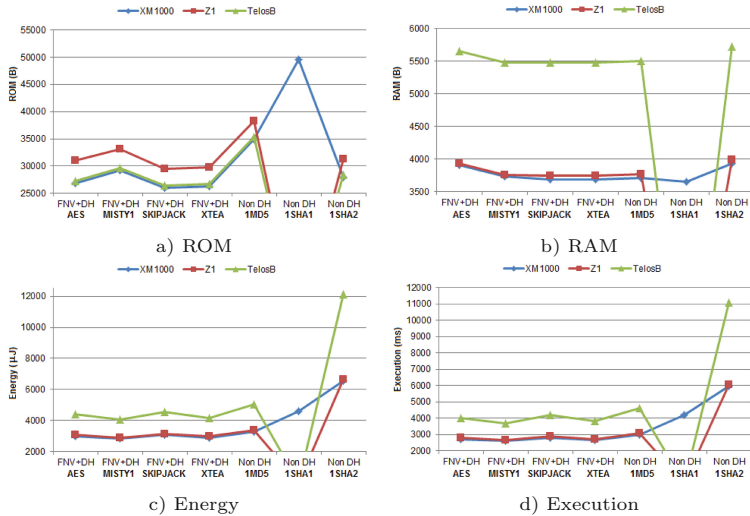 XM1000 Z1 TelosB
55000
50000
45000
40000
35000
30000
25000
ROM (B)
FNV+DH FNV+DH FNV+DH FNV+DH Non DH Non DH Non DH
AES MISTY1 SKIPJACK XTEA 1MD5 1SHA1 1SHA2
a) ROM
XM1000 Z1 TelosB
6000
5500
5000
4500
4000
3500
RAM (B)
FNV+DH FNV+DH FNV+DH FNV+DH Non DH Non DH Non DH
AES MISTY1 SKIPJACK XTEA 1MD5 1SHA1 1SHA2
b) RAM
XM1000 Z1 TelosB
12000
10000
8000
6000
4000
2000
Energy (µJ)
FNV+DH FNV+DH FNV+DH FNV+DH Non DH Non DH Non DH
AES MISTY1 SKIPJACK XTEA 1MD5 1SHA1 1SHA2
c) Energy
XM1000 Z1 TelosB
12000
11000
10000
9000
8000
7000
6000
5000
4000
3000
2000
Execution (ms)
FNV+DH FNV+DH FNV+DH FNV+DH Non DH Non DH Non DH
AES MISTY1 SKIPJACK XTEA 1MD5 1SHA1 1SHA2
d) Execution